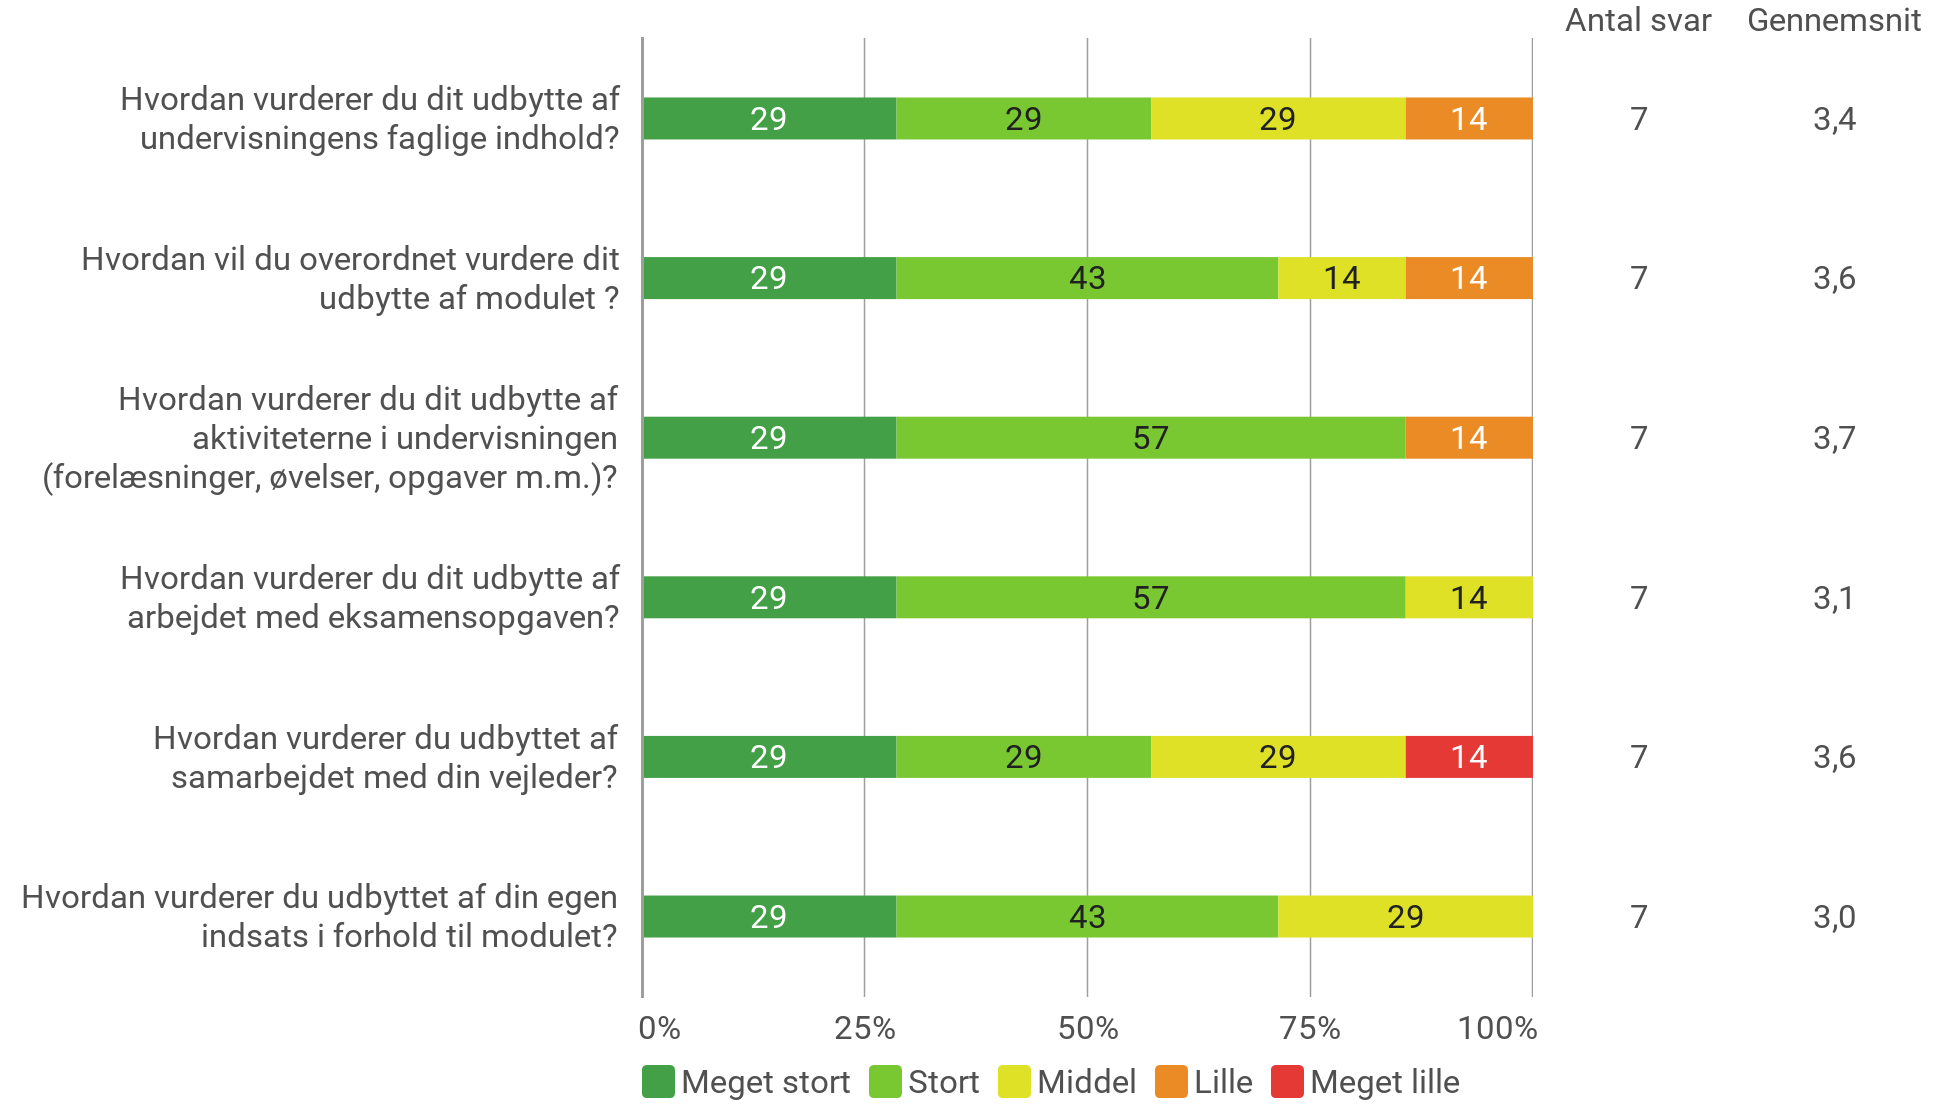 Antal svar Gennemsnit
Hvordan vurderer du dit udbytte af
undervisningens faglige indhold?
29 29 29 14 7 3,4
Hvordan vil du overordnet vurdere dit
udbytte af modulet ?
29 43 14 14 7 3,6
Hvordan vurderer du dit udbytte af
aktiviteterne i undervisningen
(forelæsninger, øvelser, opgaver m.m.)?
29 57 14 7 3,7
Hvordan vurderer du dit udbytte af
arbejdet med eksamensopgaven?
29 57 14 7 3,1
Hvordan vurderer du udbyttet af
samarbejdet med din vejleder?
29 29 29 14 7 3,6
Hvordan vurderer du udbyttet af din egen
indsats i forhold til modulet?
29 43 29 7 3,0
0% 25% 50% 75% 100%
Meget stort Stort Middel Lille Meget lille